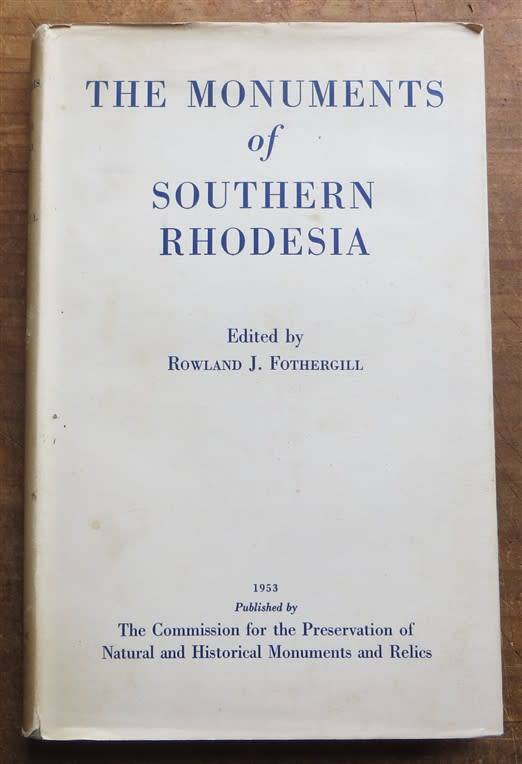 THE MONUMENTS
of
SOUTHERN
RHODESIA
Edited by
ROWLAND J. FOTHERGILL
1953
Published by
The Commission for the Preservation of
Natural and Historical Monuments and Relics